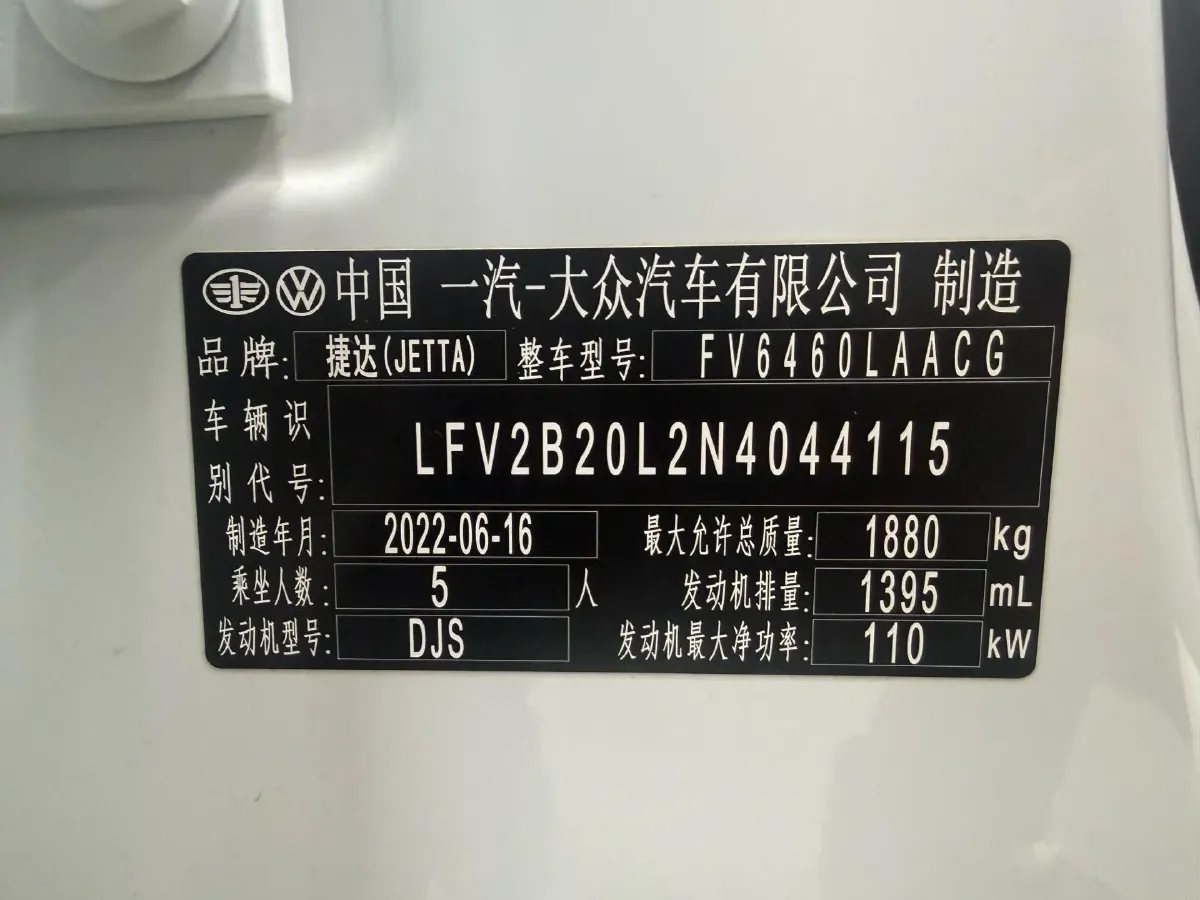 中国 一汽-大众汽车有限公司 制造
品牌: 捷达(JETTA) 整车型号: FV6460LAACG
车辆识别代号: LFV2B20L2N4044115
制造年月: 2022-06-16 最大允许总质量: 1880 kg
乘坐人数: 5 人 发动机排量: 1395 mL
发动机型号: DJS 发动机最大净功率: 110 kW